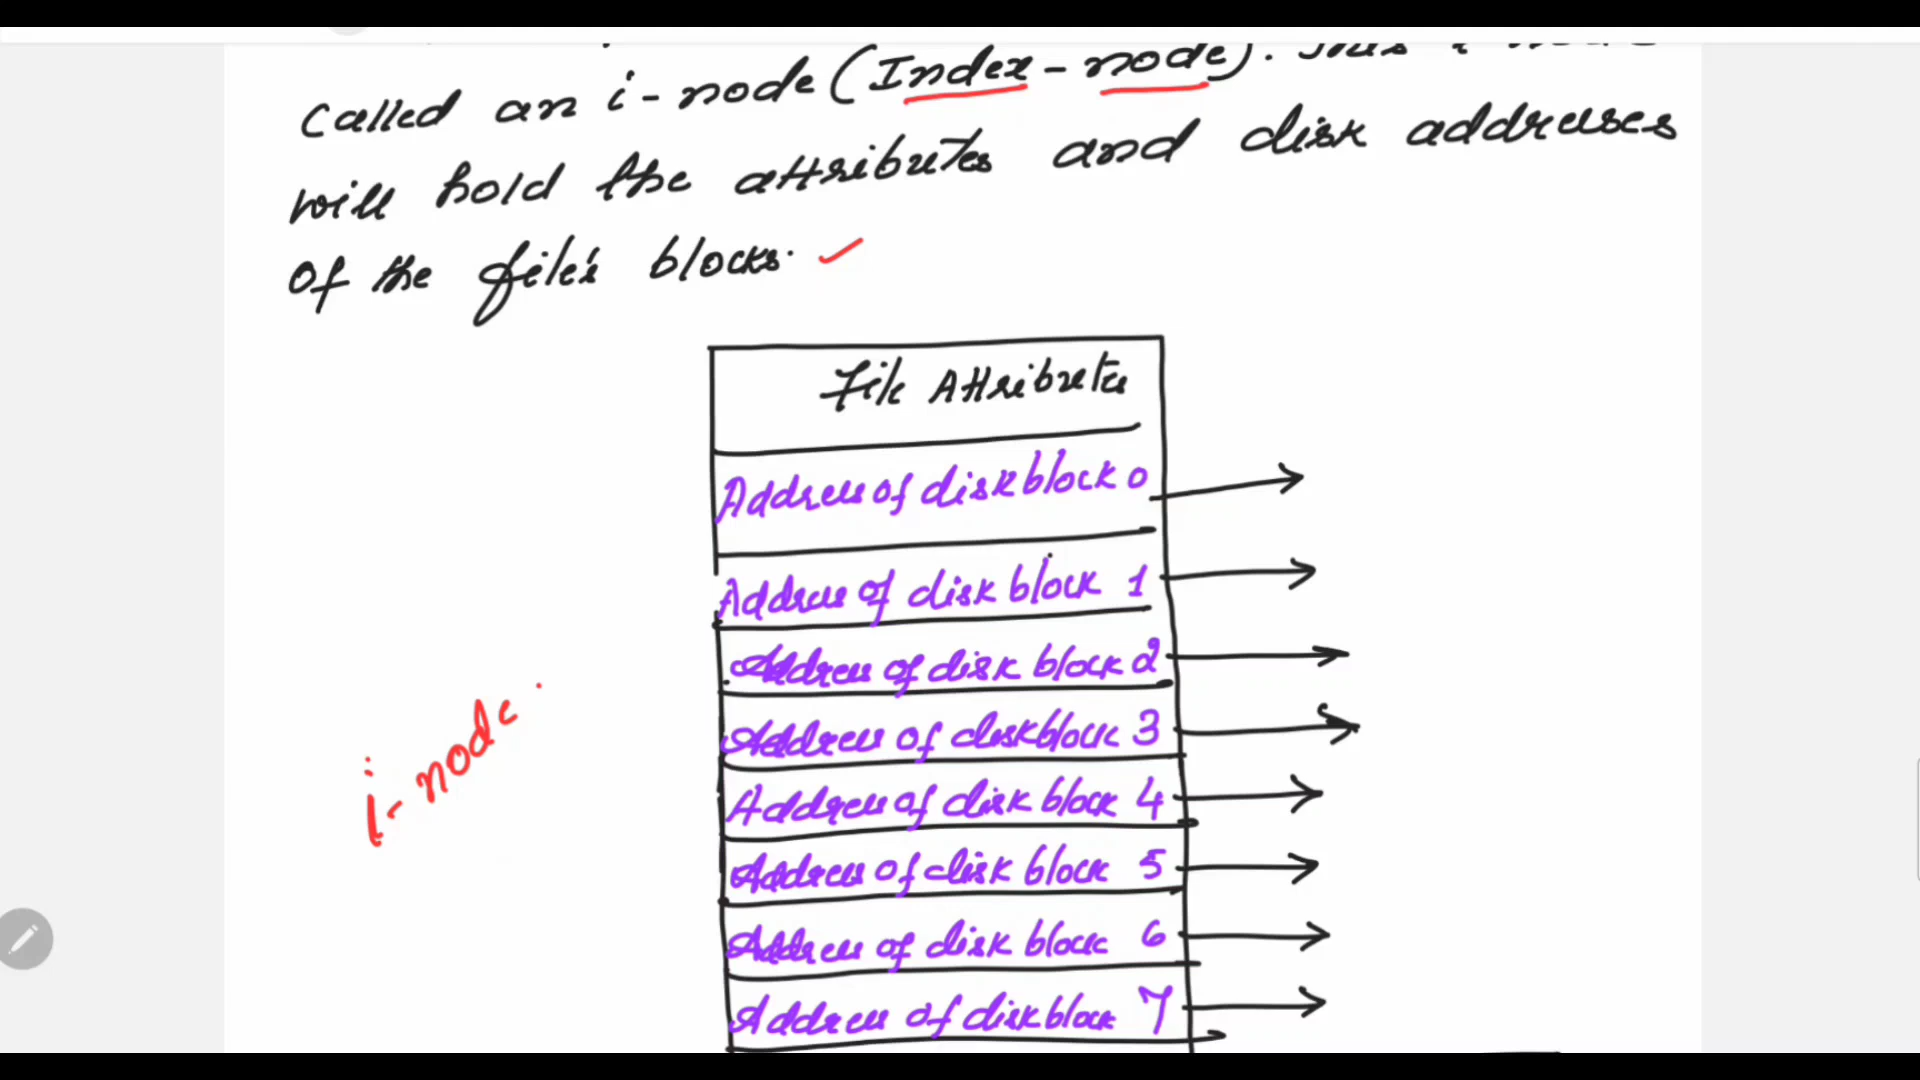 called an i-node (Index-node). This
will hold the attributes and disk addresses
of the file's blocks.
File Attributes
Address of disk block 0
Address of disk block 1
Address of disk block 2
Address of disk block 3
Address of disk block 4
Address of disk block 5
Address of disk block 6
Address of disk block 7
i-node